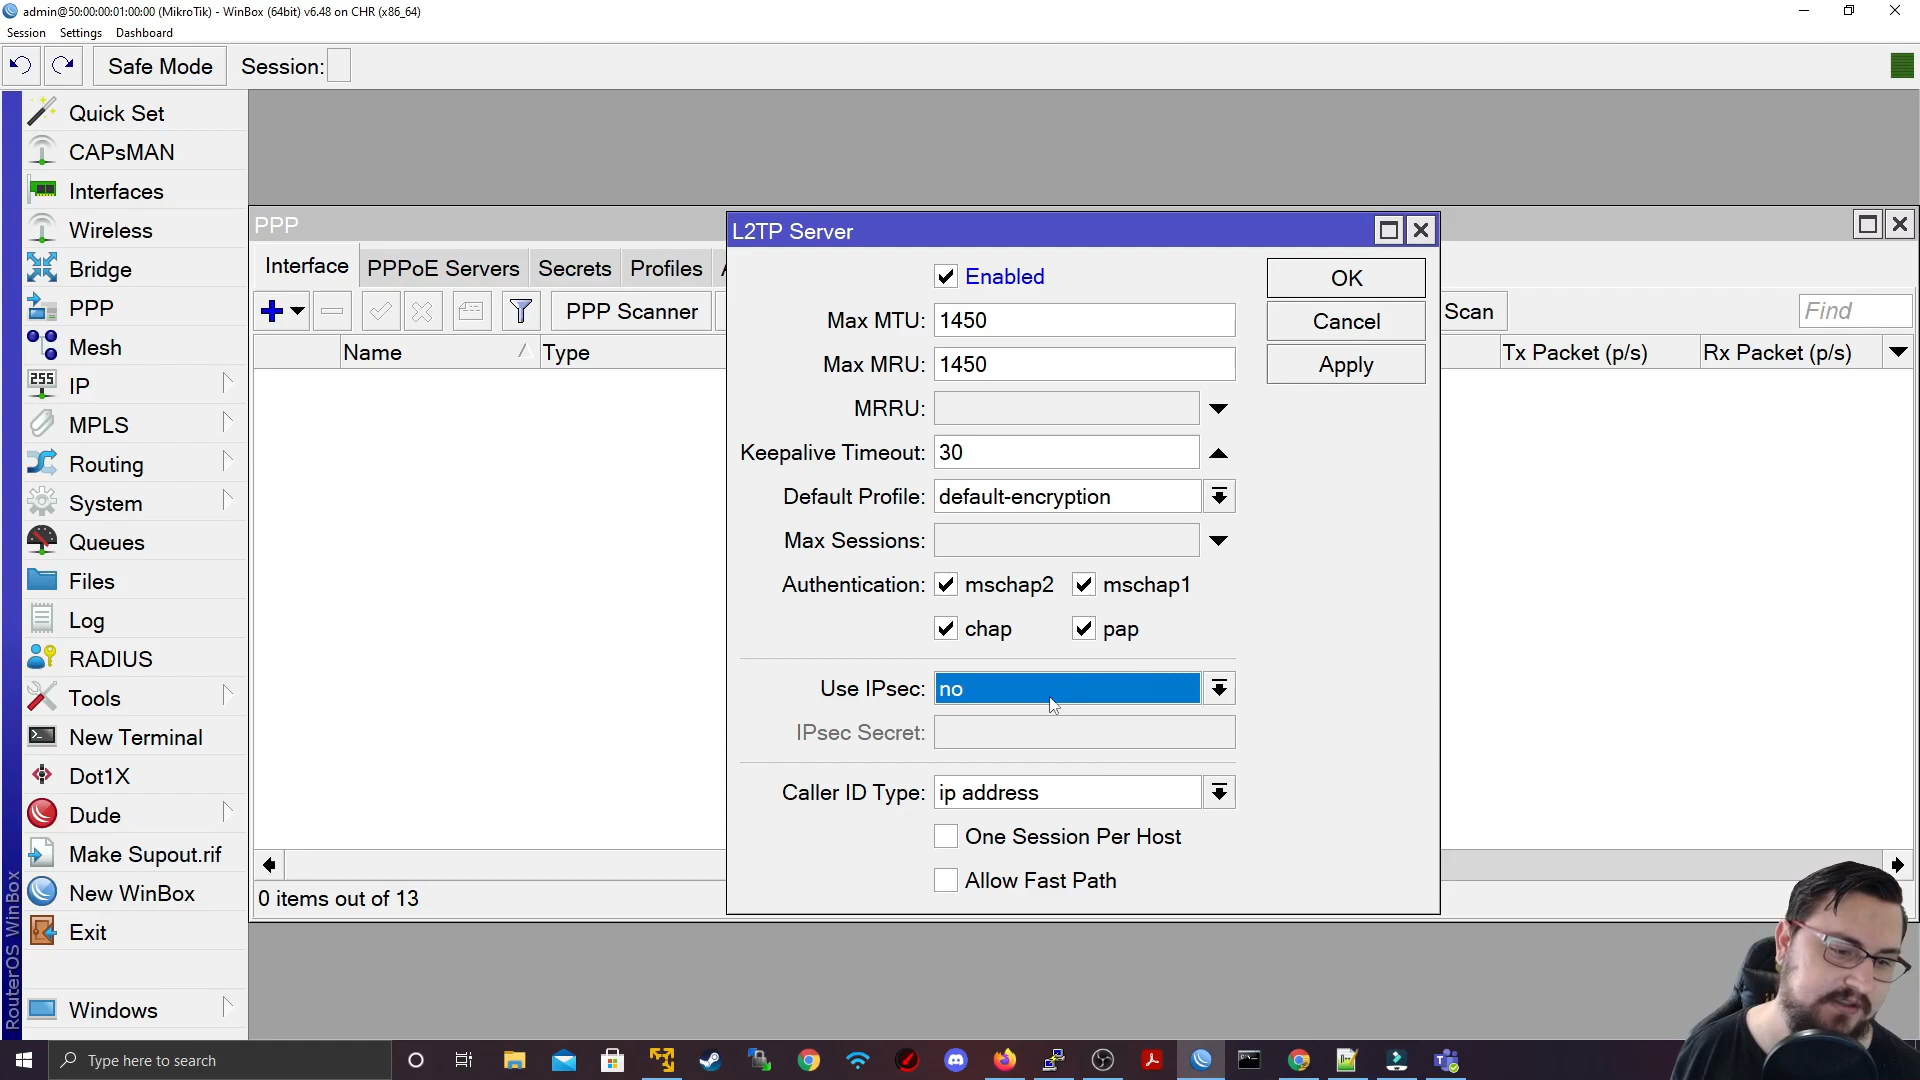 admin@50:00:00:01:00:00 (MikroTik) - WinBox (64bit) v6.48 on CHR (x86_64)
Session Settings Dashboard
Safe Mode Session:
Quick Set
CAPsMAN
Interfaces
Wireless
Bridge
PPP
Mesh
255 IP
MPLS
Routing
System
Queues
Files
Log
RADIUS
Tools
New Terminal
Dot1X
Dude
Make Supout.rif
New WinBox
Exit
Windows
RouterOS WinBox
PPP
Interface PPPoE Servers Secrets Profiles
PPP Scanner
Scan
Find
Name Type
Tx Packet (p/s) Rx Packet (p/s)
0 items out of 13
L2TP Server
Enabled
Max MTU: 1450
Max MRU: 1450
MRRU:
Keepalive Timeout: 30
Default Profile: default-encryption
Max Sessions:
Authentication: mschap2 mschap1
chap pap
Use IPsec: no
IPsec Secret:
Caller ID Type: ip address
One Session Per Host
Allow Fast Path
OK
Cancel
Apply
Type here to search